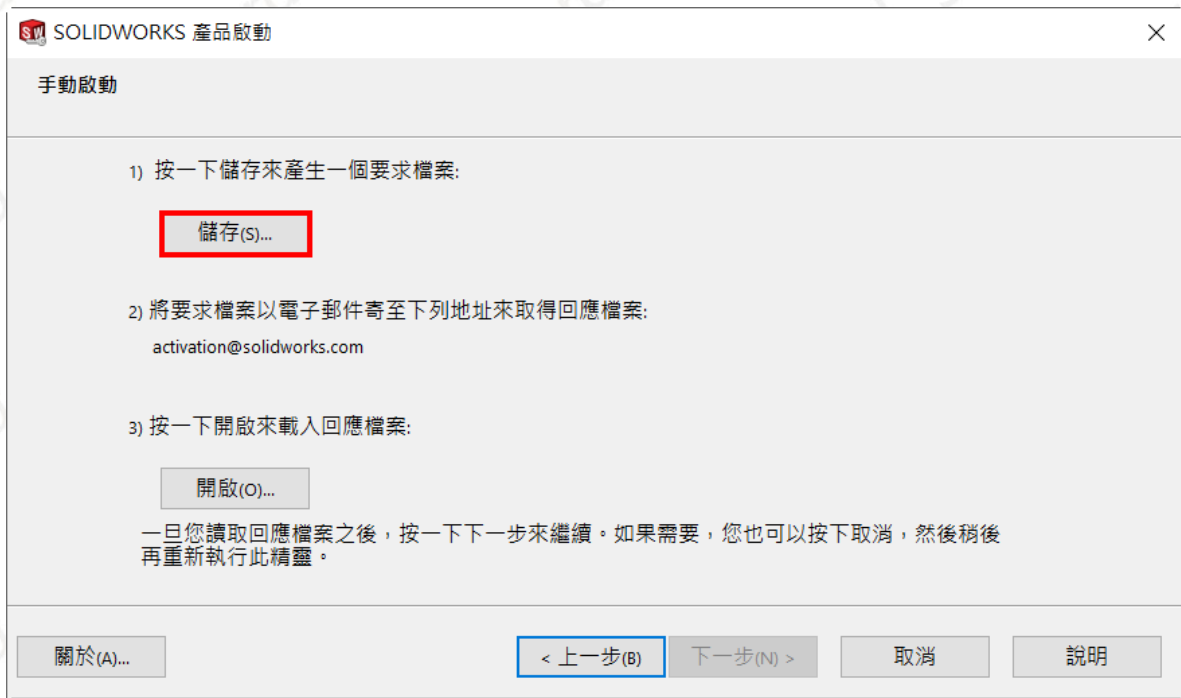 SOLIDWORKS 產品啟動
手動啟動
1) 按一下儲存來產生一個要求檔案:
儲存(S)...
2) 將要求檔案以電子郵件寄至下列地址來取得回應檔案:
activation@solidworks.com
3) 按一下開啟來載入回應檔案:
開啟(O)...
一旦您讀取回應檔案之後，按一下下一步來繼續。如果需要，您也可以按下取消，然後稍後
再重新執行此精靈。
關於(A)... < 上一步(B) 下一步(N) > 取消 說明